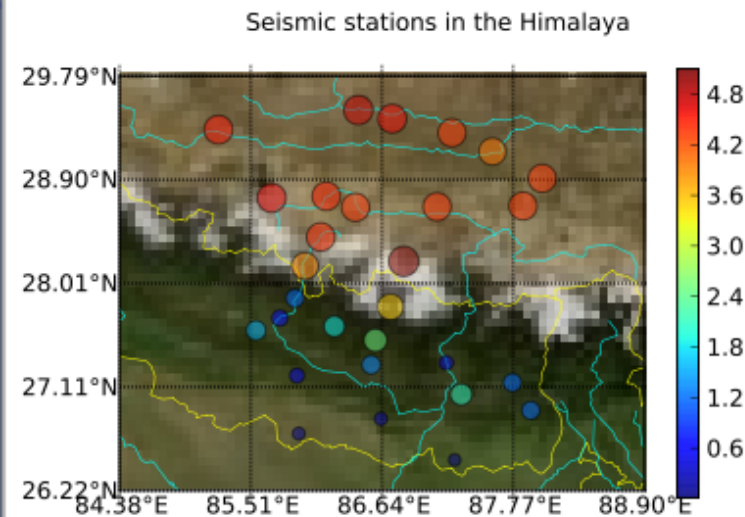 Seismic stations in the Himalaya
29.79°N
28.90°N
28.01°N
27.11°N
26.22°N
84.38°E 85.51°E 86.64°E 87.77°E 88.90°E
4.8
4.2
3.6
3.0
2.4
1.8
1.2
0.6